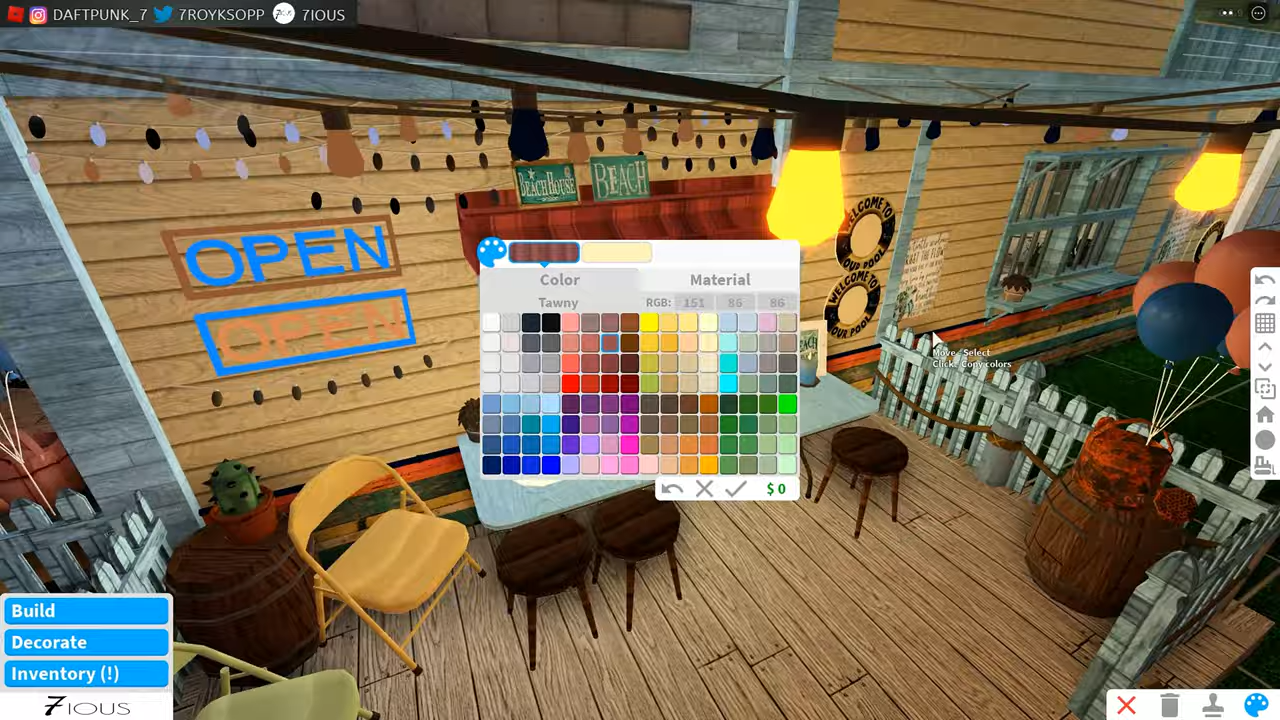 DAFTPUNK_7 7ROYKSOPP 7IOUS
BEACH HOUSE
BEACH
WELCOME TO
OUR POOL
OPEN
WELCOME TO
OUR POOL
OPEN
Color Material
Tawny RGB: 151 86 86
Move: Select
Click: Copy colors
$ 0
Build
Decorate
Inventory (!)
7IOUS